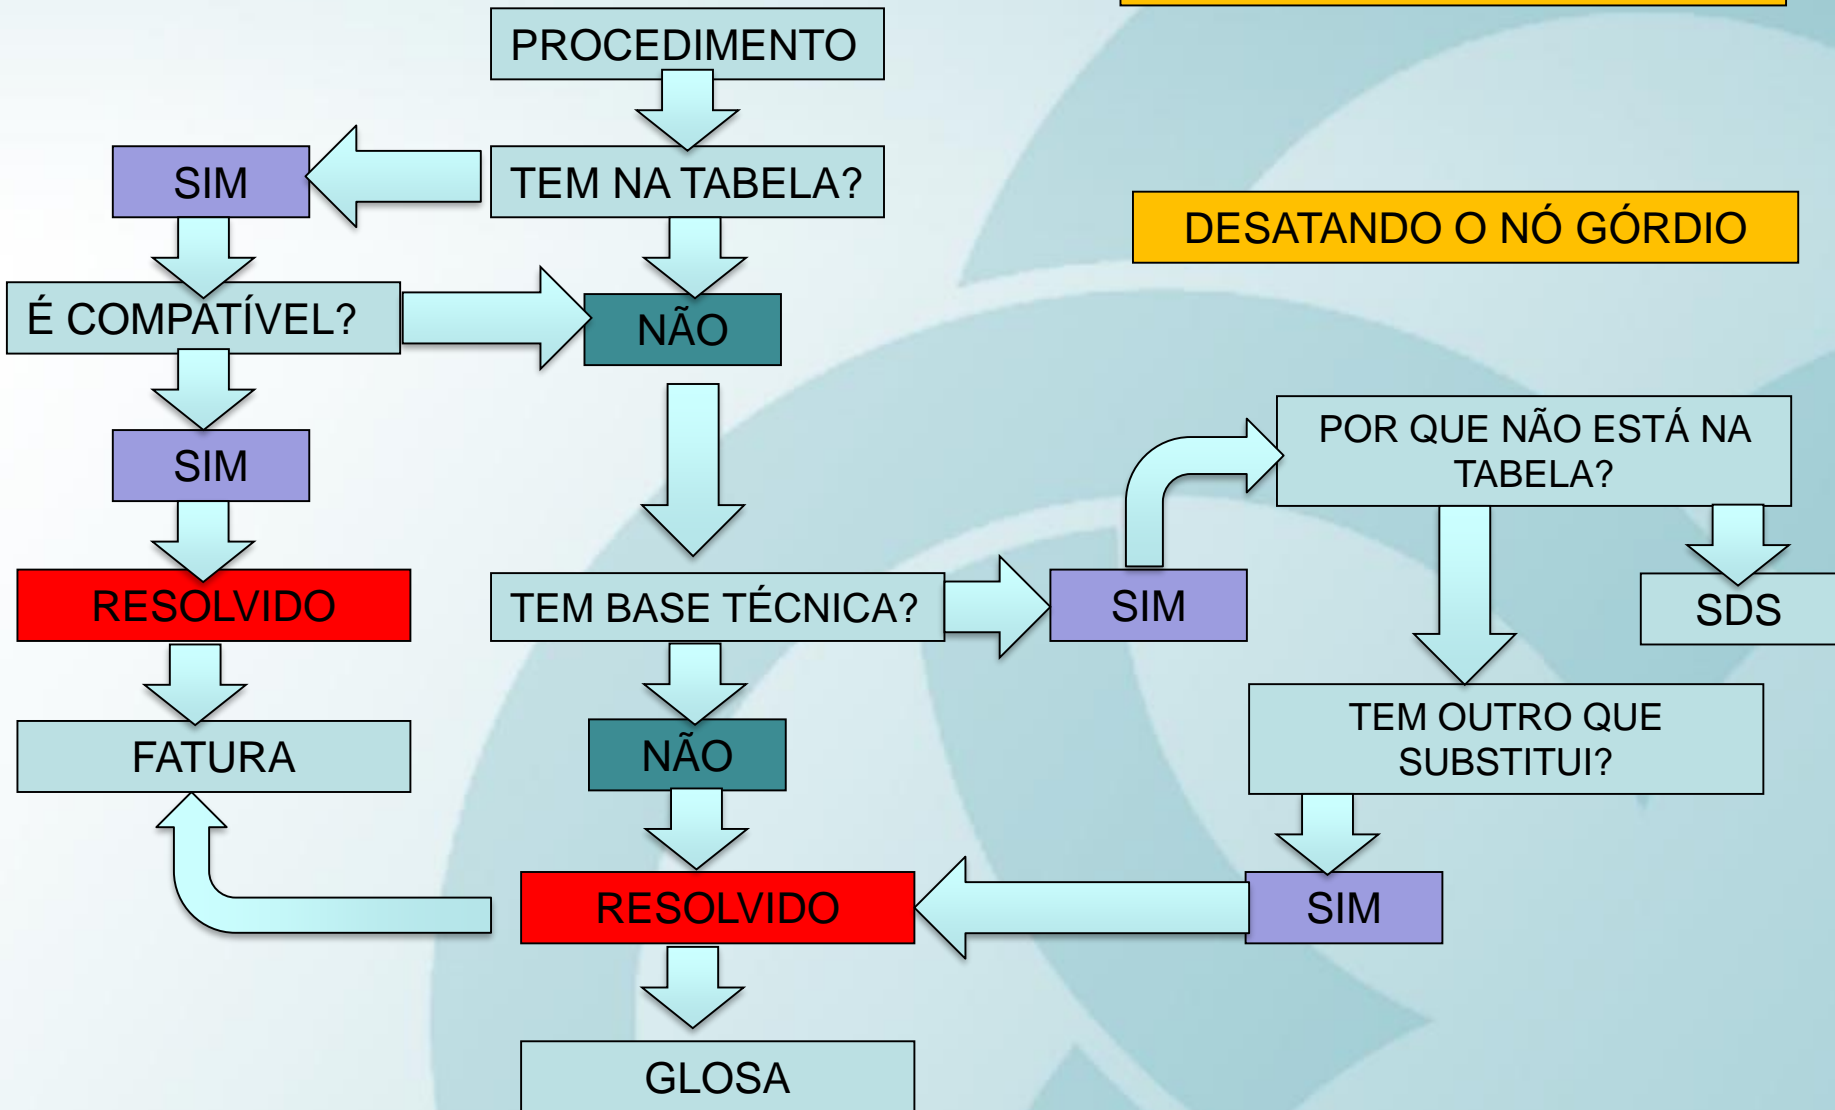 PROCEDIMENTO
SIM
TEM NA TABELA?
DESATANDO O NÓ GÓRDIO
É COMPATÍVEL?
NÃO
POR QUE NÃO ESTÁ NA
TABELA?
SIM
RESOLVIDO
TEM BASE TÉCNICA?
SIM
SDS
FATURA
NÃO
TEM OUTRO QUE
SUBSTITUI?
RESOLVIDO
SIM
GLOSA